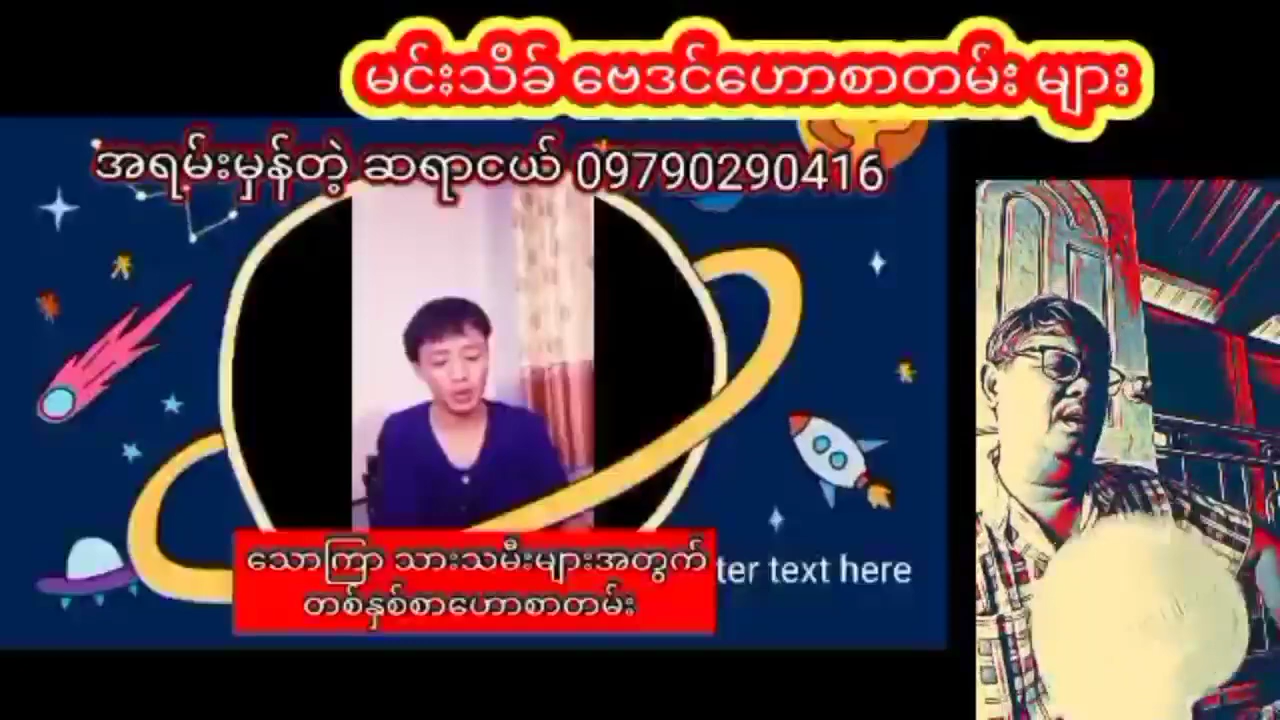 မင်းသိခ် ဗေဒင်ဟောစာတမ်း များ
အရမ်းမှန်တဲ့ ဆရာငယ် 09790290416
သောကြာ သားသမီးများအတွက်
တစ်နှစ်စာဟောစာတမ်း
ter text here